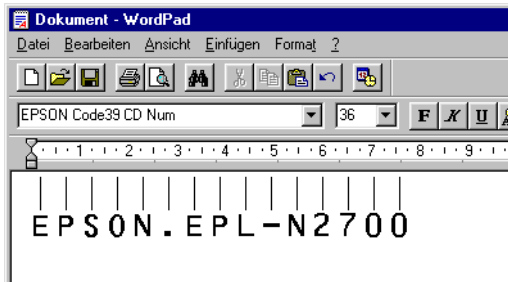 Dokument - WordPad
Datei Bearbeiten Ansicht Einfügen Format ?
EPSON Code39 CD Num 36 F K U
1 2 3 4 5 6 7 8 9
EPSON.EPL-N2700